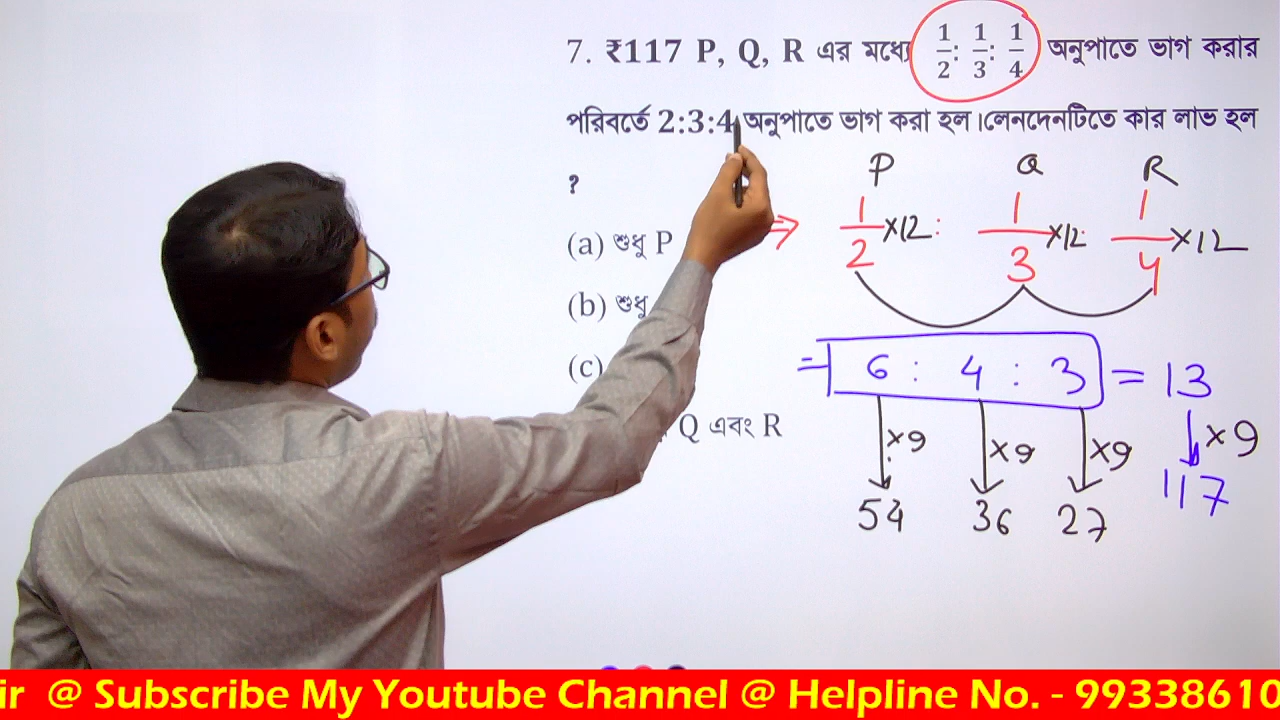 7. ₹117 P, Q, R এর মধ্যে 1/2: 1/3: 1/4 অনুপাতে ভাগ করার
পরিবর্তে 2:3:4 অনুপাতে ভাগ করা হল।লেনদেনটিতে কার লাভ হল
?
P Q R
(a) শুধু P
⇒ 1/2 ×12 : 1/3 ×12 : 1/4 ×12
(b) শুধু
(c)
= 6 : 4 : 3 = 13
Q এবং R
×9 ×9 ×9 ×9
54 36 27 117
ir @ Subscribe My Youtube Channel @ Helpline No. - 99338610